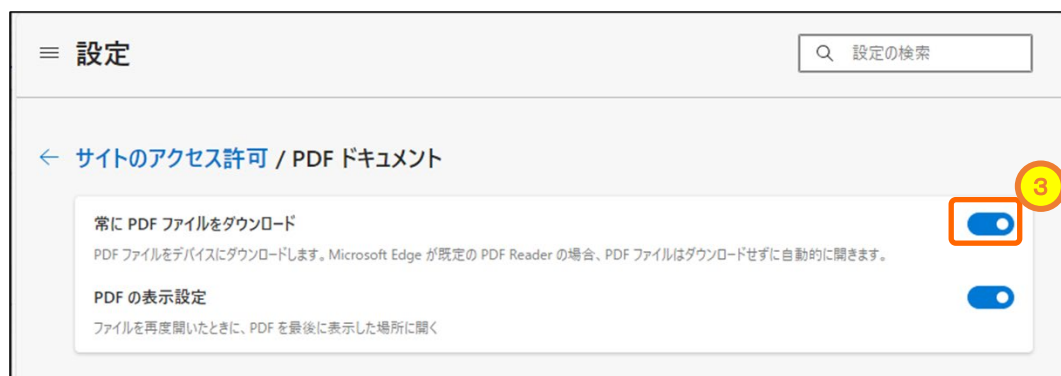 設定
設定の検索
サイトのアクセス許可 / PDF ドキュメント
③
常に PDF ファイルをダウンロード
PDF ファイルをデバイスにダウンロードします。Microsoft Edge が既定の PDF Reader の場合、PDF ファイルはダウンロードせずに自動的に開きます。
PDF の表示設定
ファイルを再度開いたときに、PDF を最後に表示した場所に開く